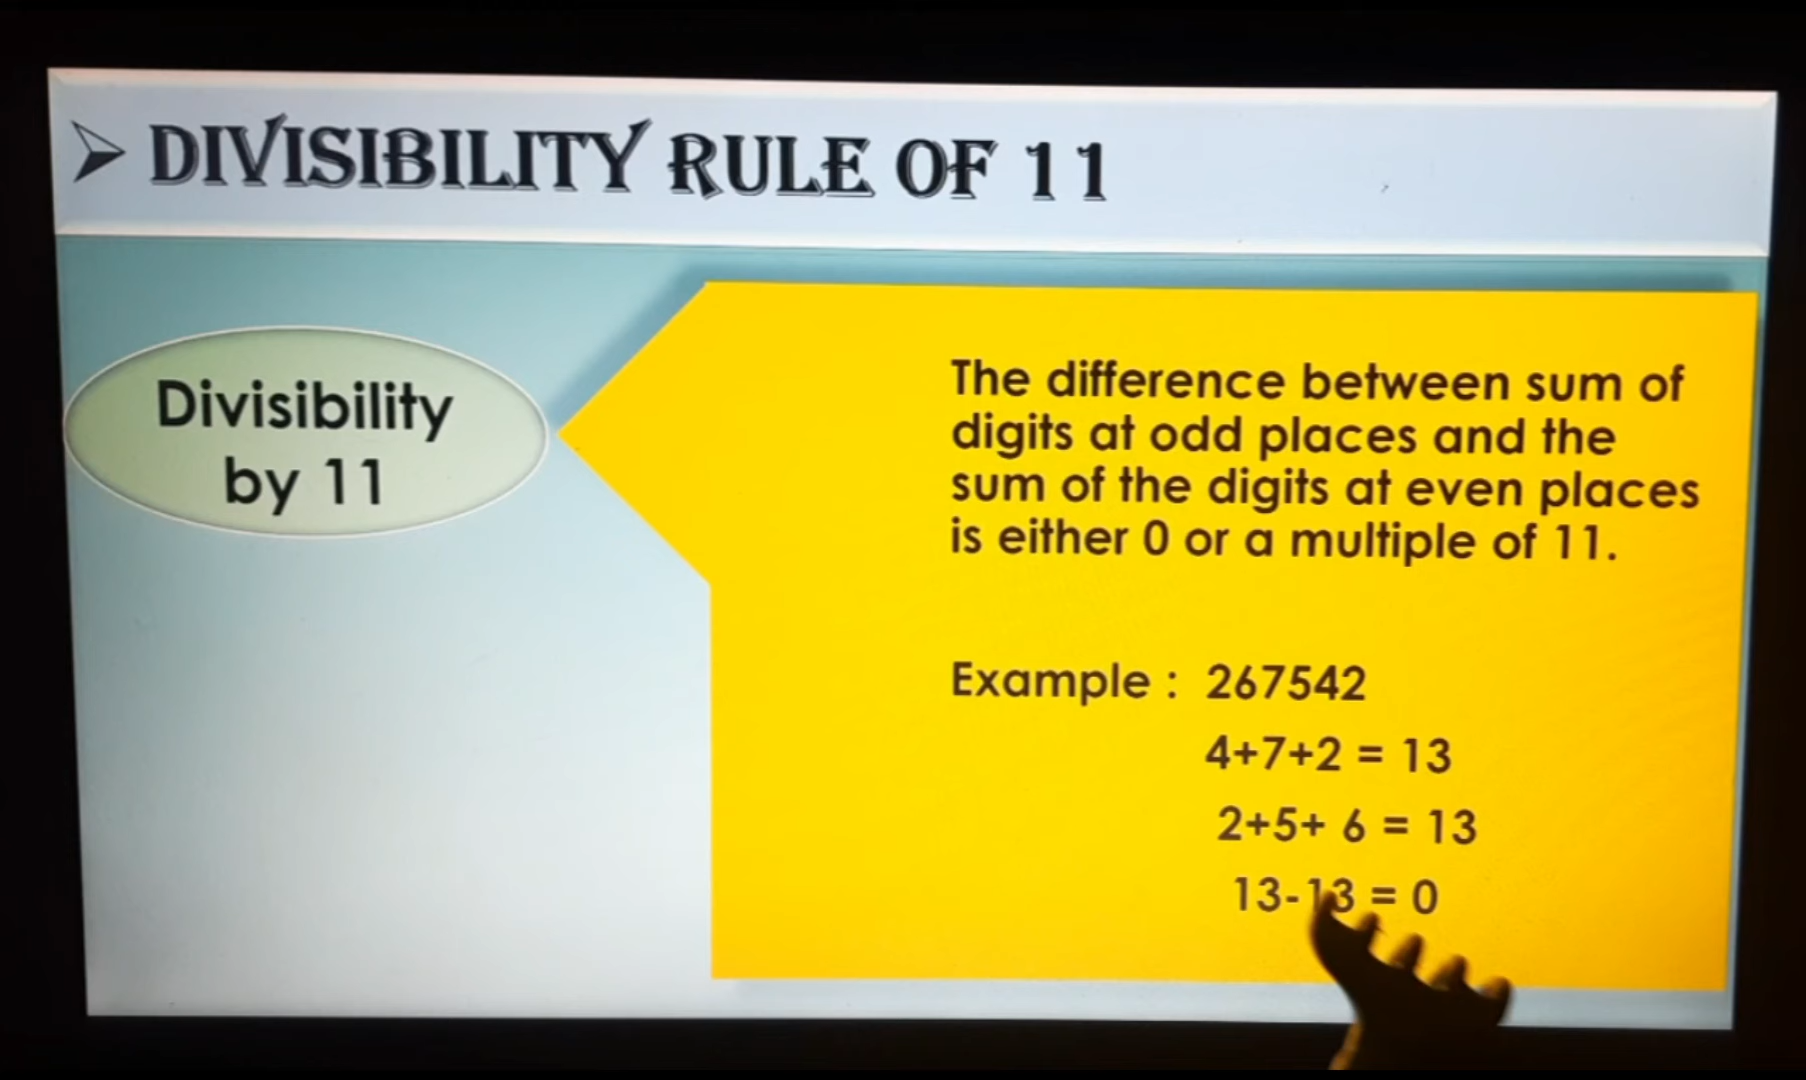 DIVISIBILITY RULE OF 11
Divisibility
by 11
The difference between sum of
digits at odd places and the
sum of the digits at even places
is either 0 or a multiple of 11.
Example : 267542
4+7+2 = 13
2+5+ 6 = 13
13-13 = 0